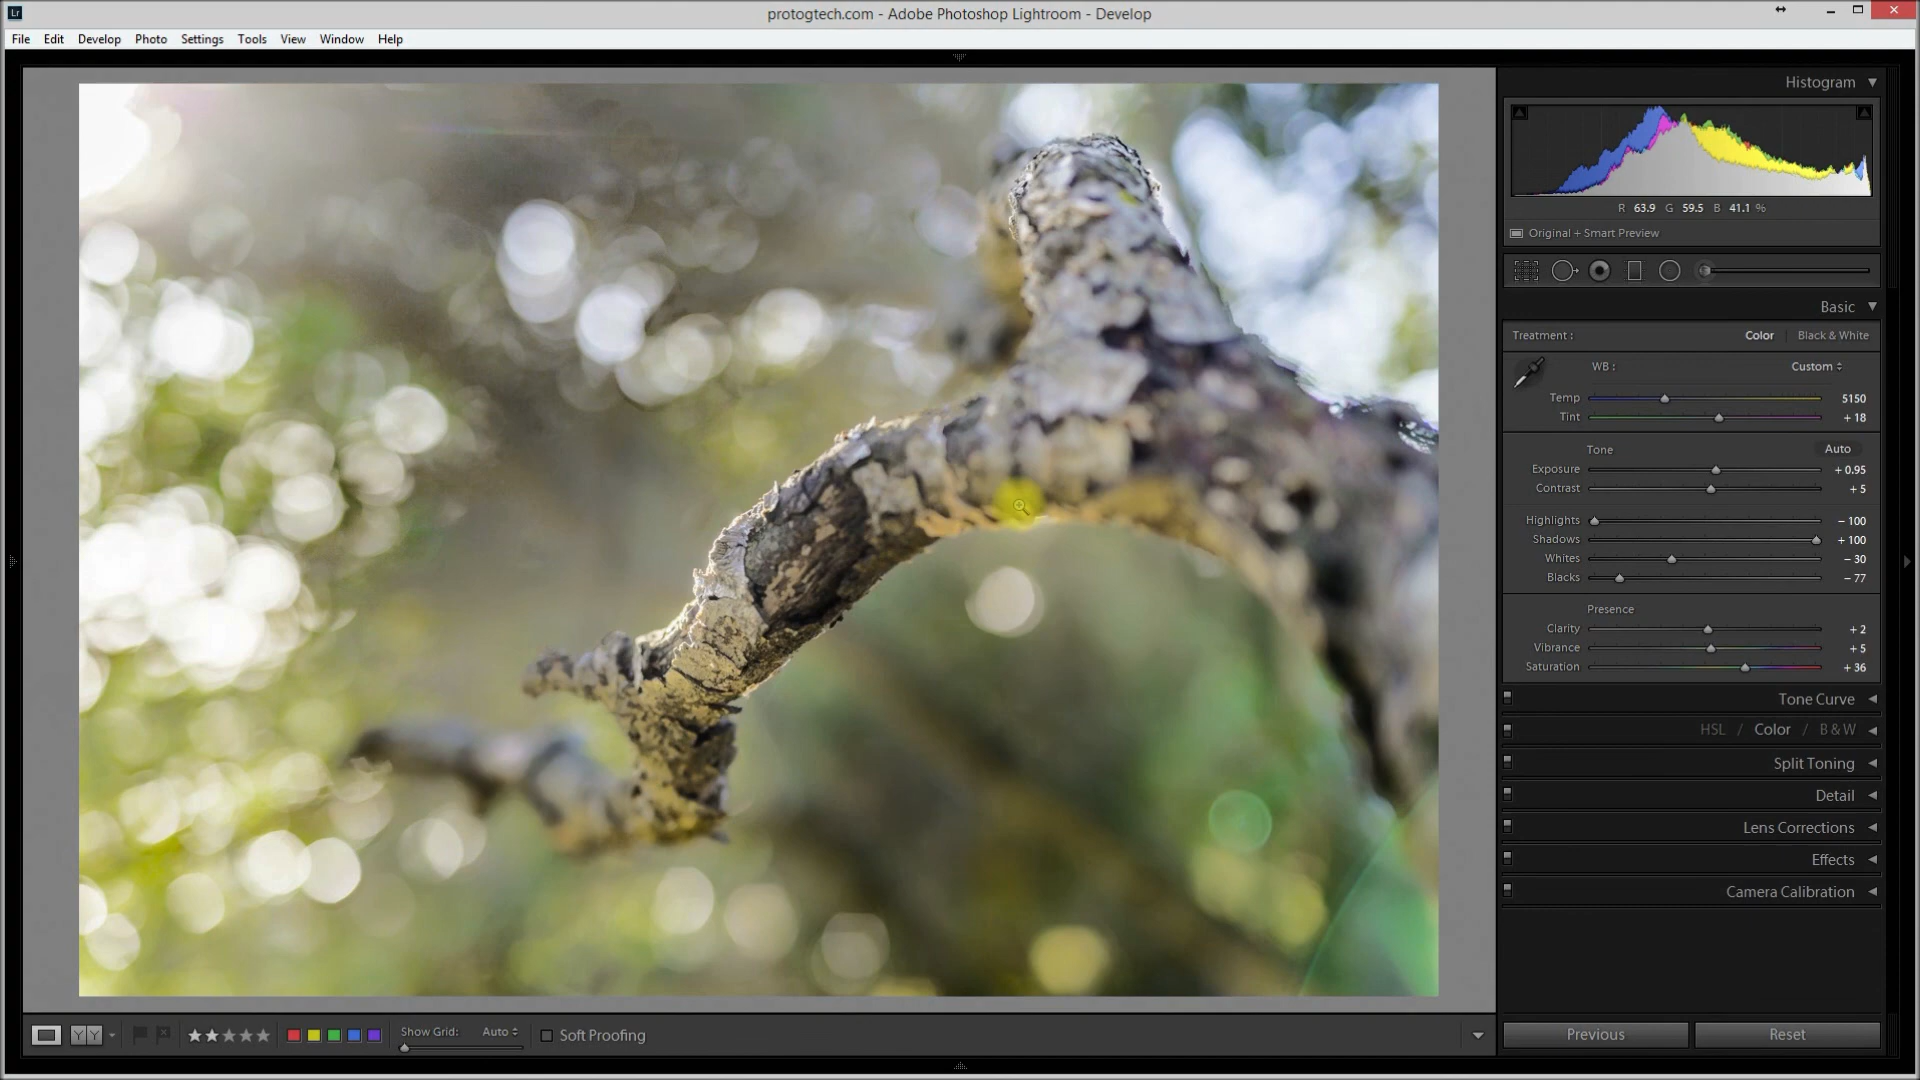 Lr
protogtech.com - Adobe Photoshop Lightroom - Develop
File Edit Develop Photo Settings Tools View Window Help
Histogram
R 63.9 G 59.5 B 41.1 %
Original + Smart Preview
Basic
Treatment : Color Black & White
WB : Custom
Temp 5150
Tint + 18
Tone Auto
Exposure + 0.95
Contrast + 5
Highlights − 100
Shadows + 100
Whites − 30
Blacks − 77
Presence
Clarity + 2
Vibrance + 5
Saturation + 36
Tone Curve
HSL / Color / B & W
Split Toning
Detail
Lens Corrections
Effects
Camera Calibration
Y Y Show Grid: Auto Soft Proofing
Previous Reset